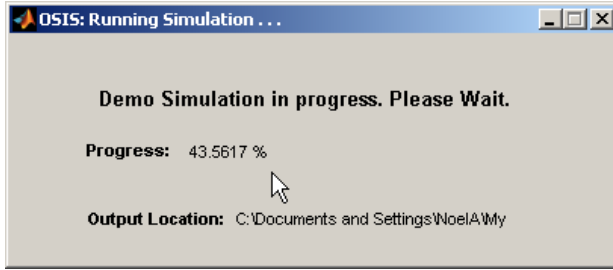 OSIS: Running Simulation . . .
Demo Simulation in progress. Please Wait.
Progress: 43.5617 %
Output Location: C:\Documents and Settings\NoelA\My